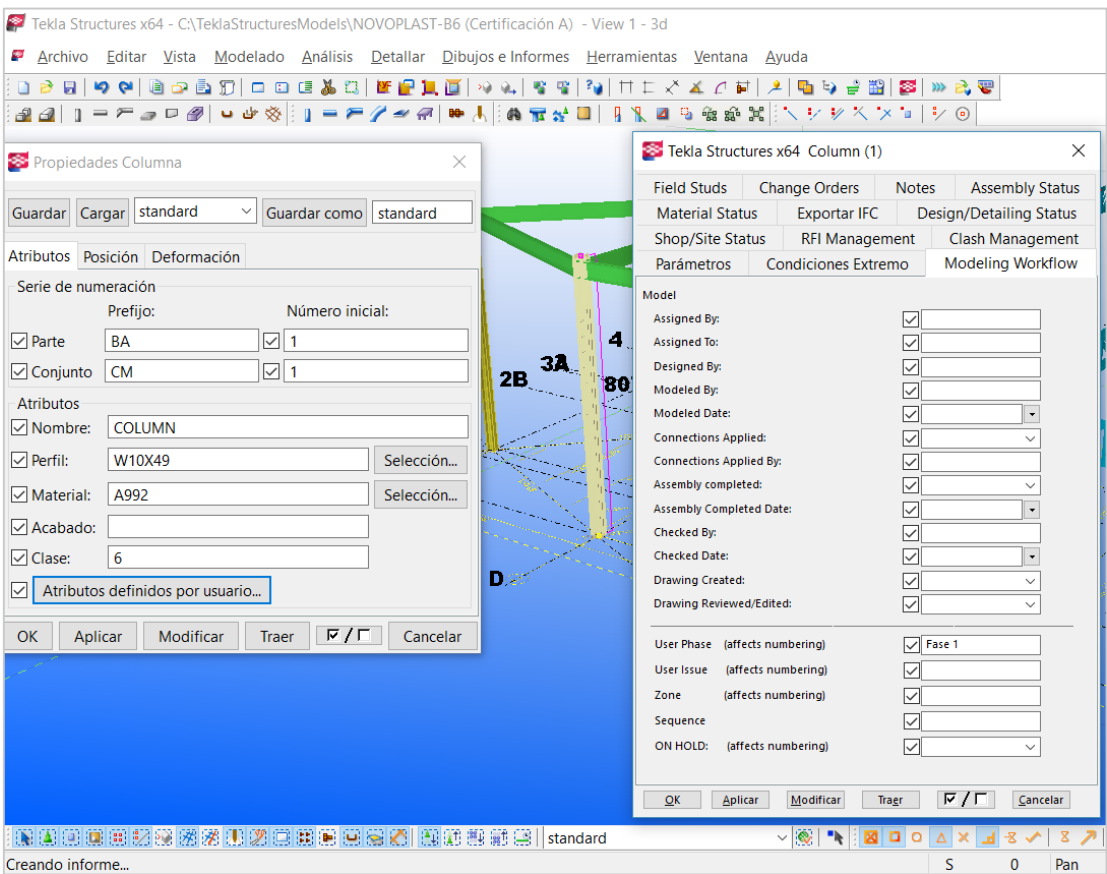 Tekla Structures x64 - C:\TeklaStructuresModels\NOVOPLAST-B6 (Certificación A) - View 1 - 3d
Archivo Editar Vista Modelado Análisis Detallar Dibujos e Informes Herramientas Ventana Ayuda
Propiedades Columna
Guardar Cargar standard Guardar como standard
Atributos Posición Deformación
Serie de numeración
Prefijo: Número inicial:
Parte BA 1
Conjunto CM 1
Atributos
Nombre: COLUMN
Perfil: W10X49 Selección...
Material: A992 Selección...
Acabado:
Clase: 6
Atributos definidos por usuario...
OK Aplicar Modificar Traer / Cancelar
2B 3A 4 80
D
Tekla Structures x64 Column (1)
Field Studs Change Orders Notes Assembly Status
Material Status Exportar IFC Design/Detailing Status
Shop/Site Status RFI Management Clash Management
Parámetros Condiciones Extremo Modeling Workflow
Model
Assigned By:
Assigned To:
Designed By:
Modeled By:
Modeled Date:
Connections Applied:
Connections Applied By:
Assembly completed:
Assembly Completed Date:
Checked By:
Checked Date:
Drawing Created:
Drawing Reviewed/Edited:
User Phase (affects numbering) Fase 1
User Issue (affects numbering)
Zone (affects numbering)
Sequence
ON HOLD: (affects numbering)
OK Aplicar Modificar Traer / Cancelar
standard
Creando informe... S 0 Pan